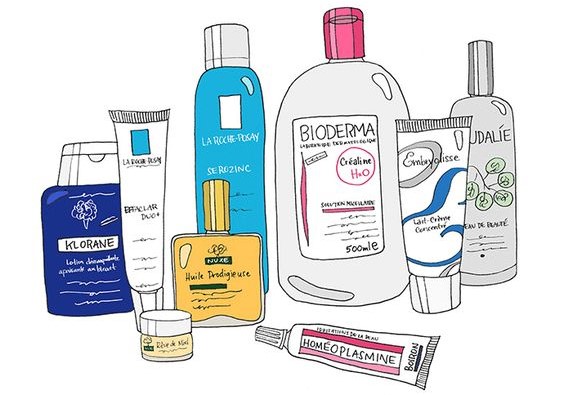 KLORANE
Lotion démaquillante
apaisante au bleuet
LA ROCHE-POSAY
EFFACLAR
DUO+
LA ROCHE-POSAY
SEROZINC
NUXE
Huile Prodigieuse
NUXE
Rêve de Miel
BIODERMA
LABORATOIRE DERMATOLOGIQUE
Créaline
H2O
SOLUTION MICELLAIRE
500mle
Embryolisse
Lait-Crème
Concentré
UDALIE
EAU DE BEAUTÉ
HOMÉOPLASMINE
BOIRON